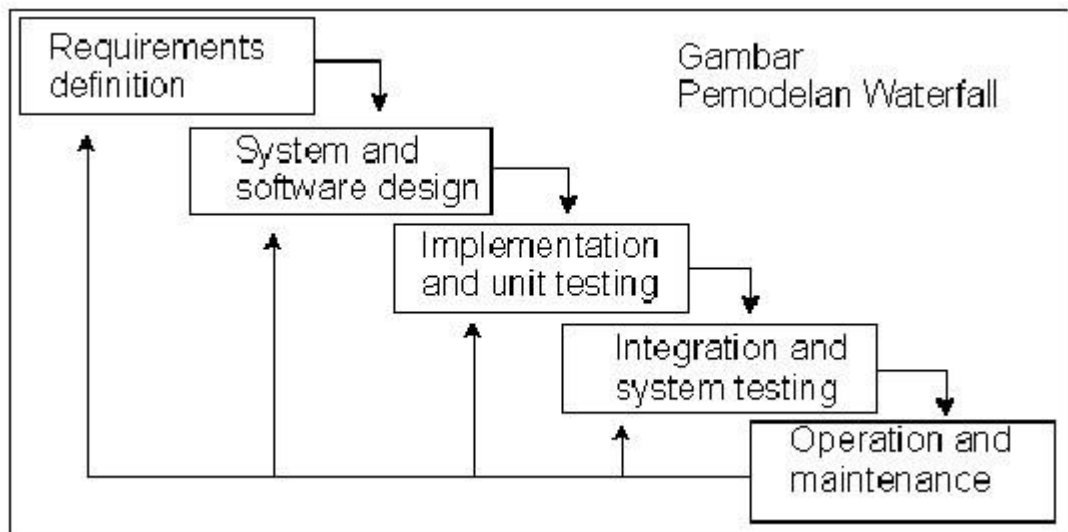 Requirements
definition
Gambar
Pemodelan Waterfall
System and
software design
Implementation
and unit testing
Integration and
system testing
Operation and
maintenance